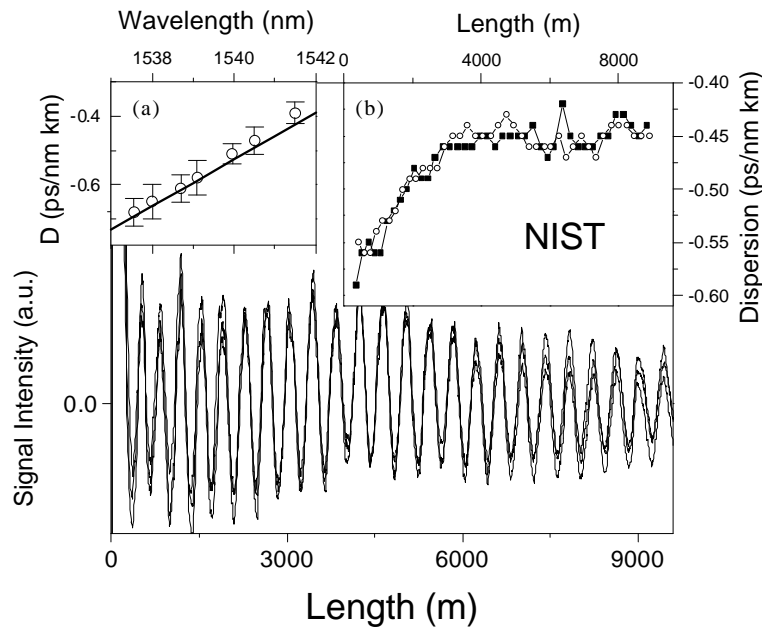 Wavelength (nm)
Length (m)
1538 1540 1542 0 4000 8000
(a)
(b)
-0.4
-0.6
D (ps/nm km)
-0.40
-0.45
-0.50
-0.55
-0.60
Dispersion (ps/nm km)
NIST
Signal Intensity (a.u.)
0.0
0 3000 6000 9000
Length (m)